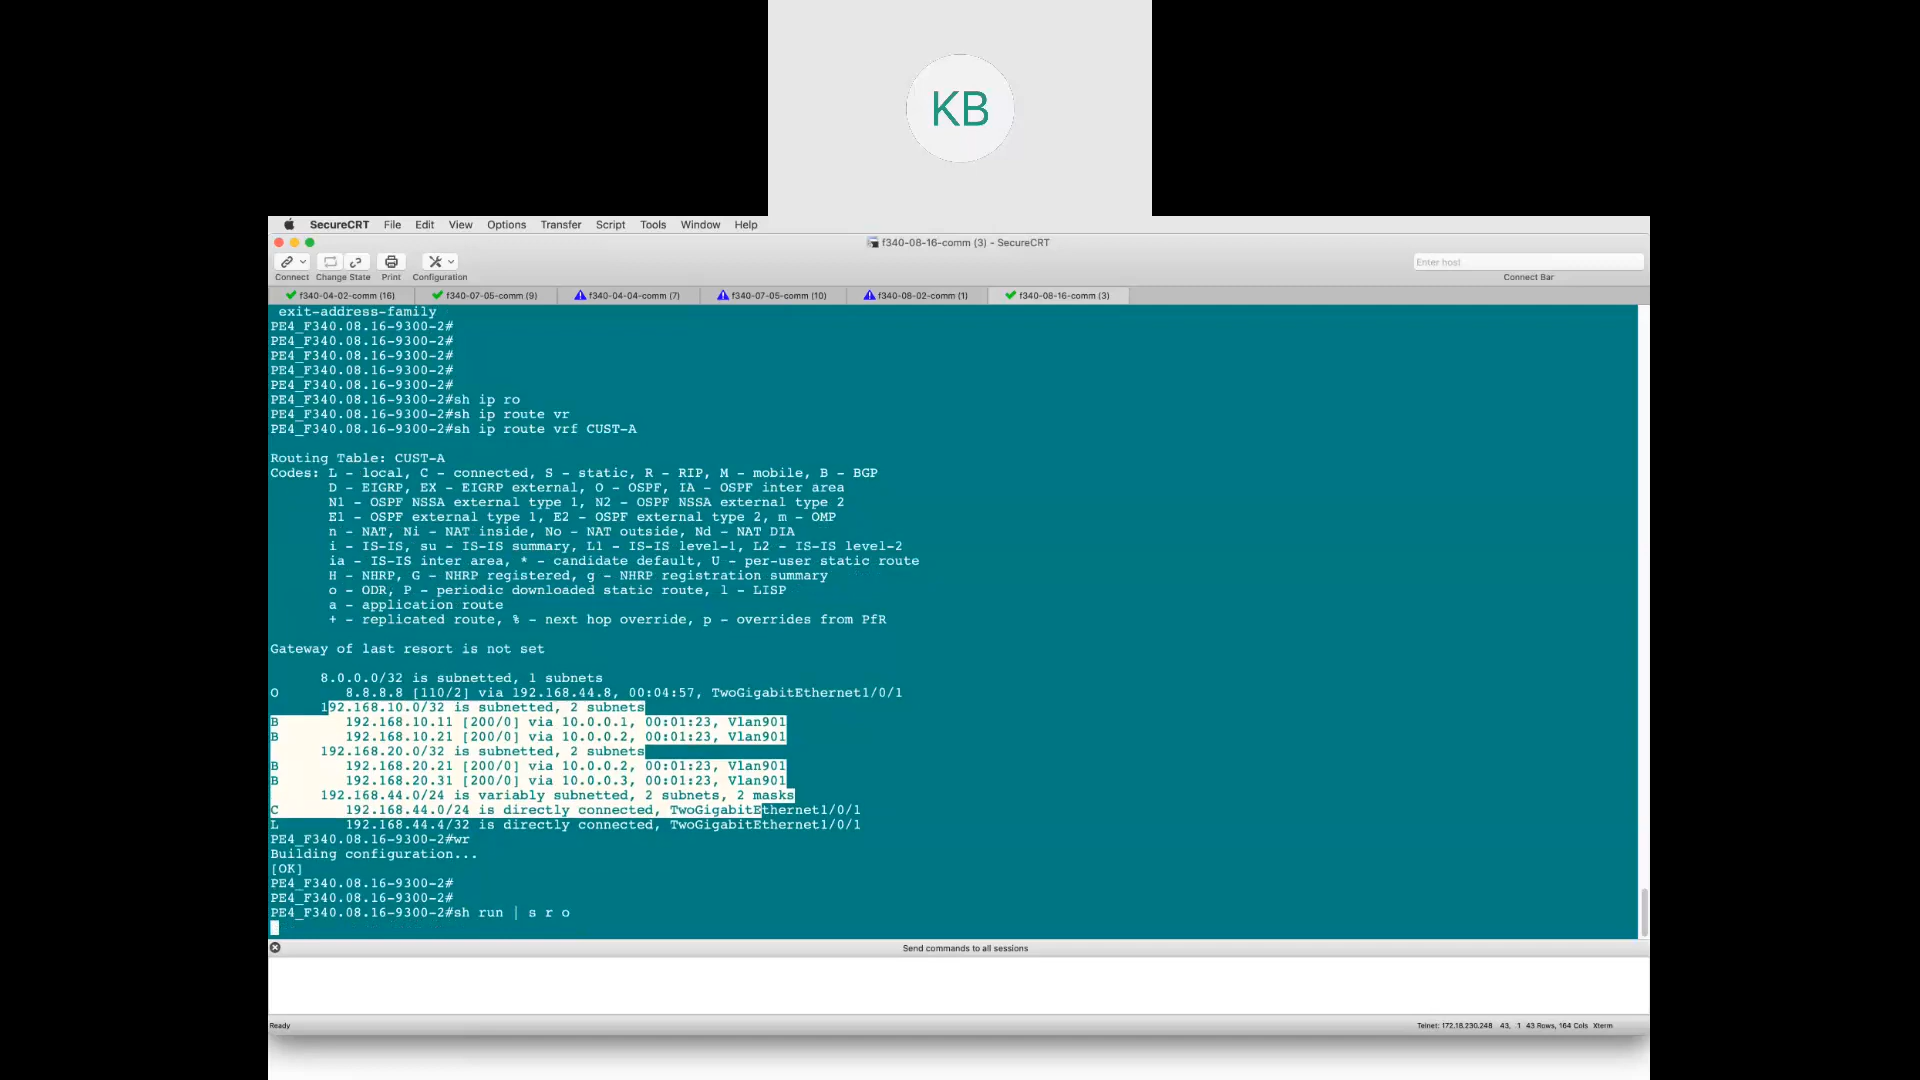 KB
SecureCRT File Edit View Options Transfer Script Tools Window Help
f340-08-16-comm (3) - SecureCRT
Enter host
Connect Change State Print Configuration Connect Bar
f340-04-02-comm (16) f340-07-05-comm (9) f340-04-04-comm (7) f340-07-05-comm (10) f340-08-02-comm (1) f340-08-16-comm (3)
exit-address-family
PE4_F340.08.16-9300-2#
PE4_F340.08.16-9300-2#
PE4_F340.08.16-9300-2#
PE4_F340.08.16-9300-2#
PE4_F340.08.16-9300-2#
PE4_F340.08.16-9300-2#sh ip ro
PE4_F340.08.16-9300-2#sh ip route vr
PE4_F340.08.16-9300-2#sh ip route vrf CUST-A
Routing Table: CUST-A
Codes: L - local, C - connected, S - static, R - RIP, M - mobile, B - BGP
D - EIGRP, EX - EIGRP external, O - OSPF, IA - OSPF inter area
N1 - OSPF NSSA external type 1, N2 - OSPF NSSA external type 2
E1 - OSPF external type 1, E2 - OSPF external type 2, m - OMP
n - NAT, Ni - NAT inside, No - NAT outside, Nd - NAT DIA
i - IS-IS, su - IS-IS summary, L1 - IS-IS level-1, L2 - IS-IS level-2
ia - IS-IS inter area, * - candidate default, U - per-user static route
H - NHRP, G - NHRP registered, g - NHRP registration summary
o - ODR, P - periodic downloaded static route, l - LISP
a - application route
+ - replicated route, % - next hop override, p - overrides from PfR
Gateway of last resort is not set
8.0.0.0/32 is subnetted, 1 subnets
O 8.8.8.8 [110/2] via 192.168.44.8, 00:04:57, TwoGigabitEthernet1/0/1
192.168.10.0/32 is subnetted, 2 subnets
B 192.168.10.11 [200/0] via 10.0.0.1, 00:01:23, Vlan901
B 192.168.10.21 [200/0] via 10.0.0.2, 00:01:23, Vlan901
192.168.20.0/32 is subnetted, 2 subnets
B 192.168.20.21 [200/0] via 10.0.0.2, 00:01:23, Vlan901
B 192.168.20.31 [200/0] via 10.0.0.3, 00:01:23, Vlan901
192.168.44.0/24 is variably subnetted, 2 subnets, 2 masks
C 192.168.44.0/24 is directly connected, TwoGigabitEthernet1/0/1
L 192.168.44.4/32 is directly connected, TwoGigabitEthernet1/0/1
PE4_F340.08.16-9300-2#wr
Building configuration...
[OK]
PE4_F340.08.16-9300-2#
PE4_F340.08.16-9300-2#
PE4_F340.08.16-9300-2#sh run | s r o
Send commands to all sessions
Ready Telnet: 172.18.230.248 43, 1 43 Rows, 164 Cols Xterm